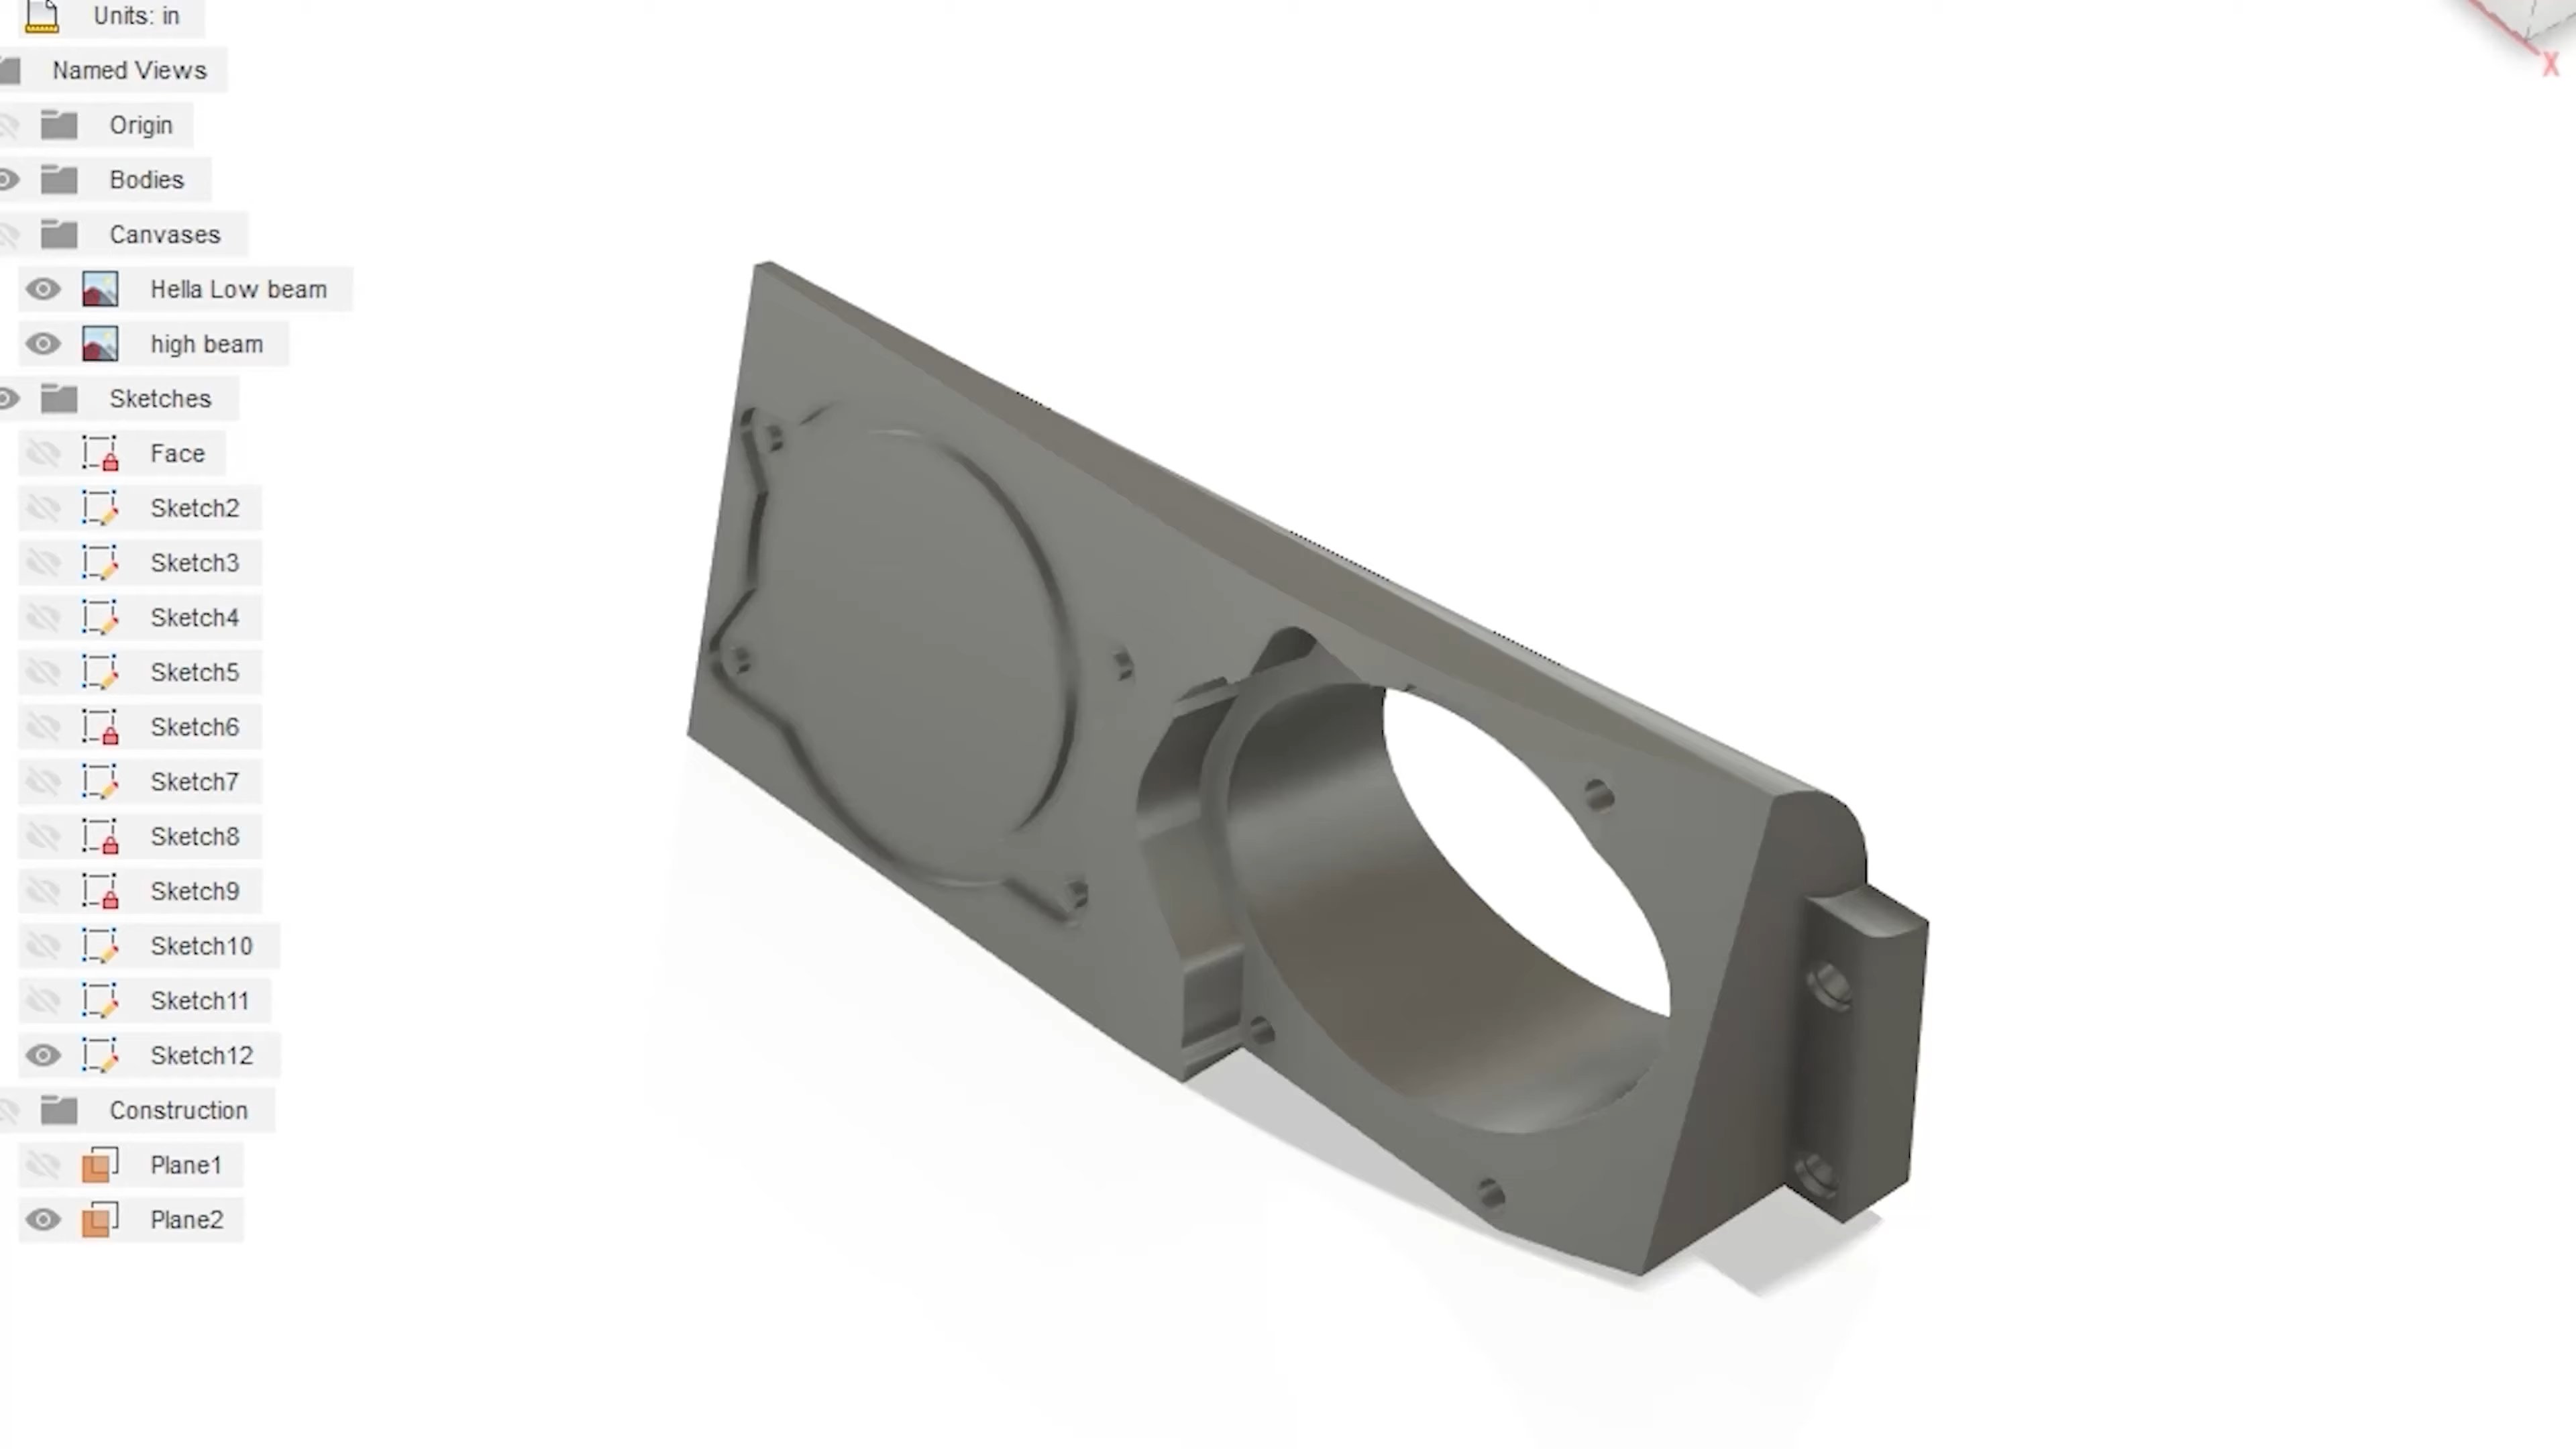 Units: in
Named Views
Origin
Bodies
Canvases
Hella Low beam
high beam
Sketches
Face
Sketch2
Sketch3
Sketch4
Sketch5
Sketch6
Sketch7
Sketch8
Sketch9
Sketch10
Sketch11
Sketch12
Construction
Plane1
Plane2
X